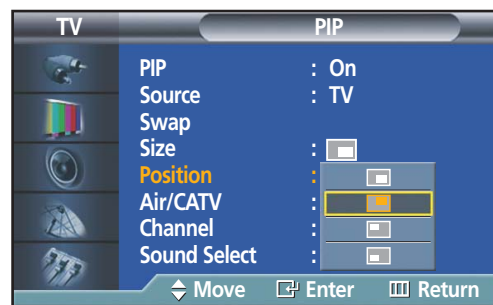 TV PIP
PIP : On
Source : TV
Swap
Size :
Position :
Air/CATV :
Channel :
Sound Select :
Move Enter Return